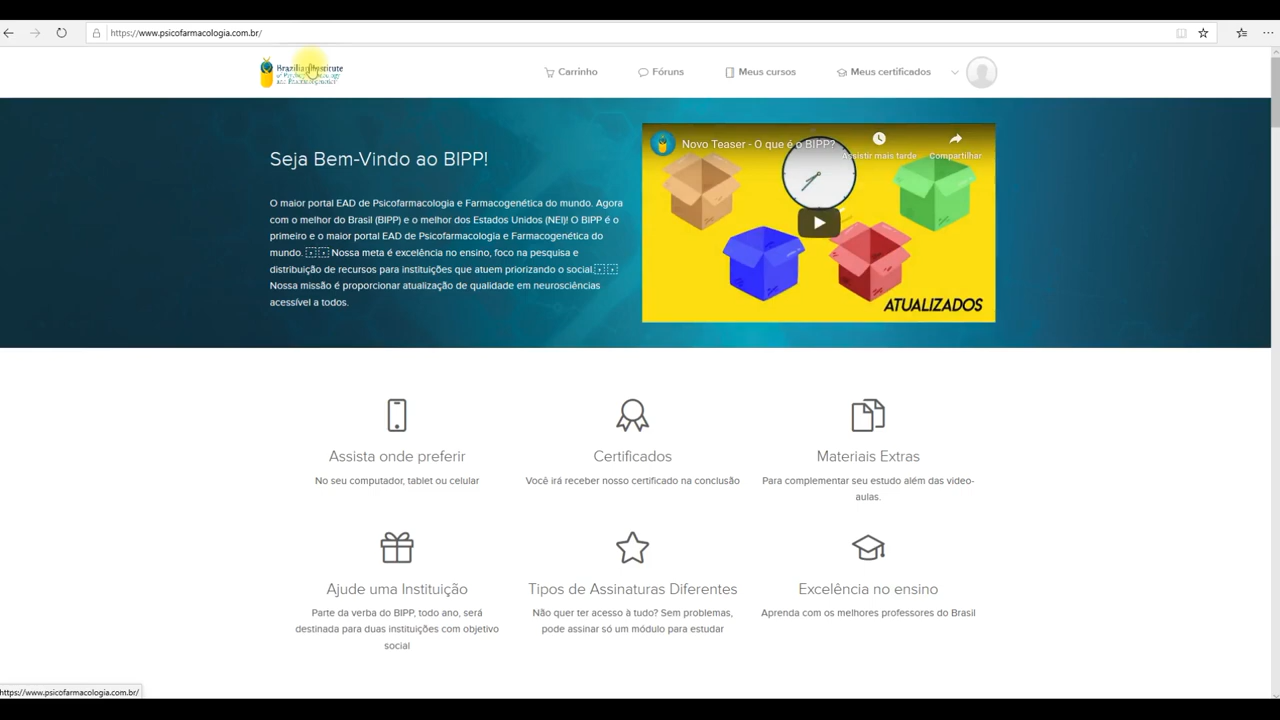 https://www.psicofarmacologia.com.br/
Brazilian Institute
Carrinho
Fóruns
Meus cursos
Meus certificados
Seja Bem-Vindo ao BIPP!
O maior portal EAD de Psicofarmacologia e Farmacogenética do mundo. Agora
com o melhor do Brasil (BIPP) e o melhor dos Estados Unidos (NEI)! O BIPP é o
primeiro e o maior portal EAD de Psicofarmacologia e Farmacogenética do
mundo. Nossa meta é excelência no ensino, foco na pesquisa e
distribuição de recursos para instituições que atuem priorizando o social.
Nossa missão é proporcionar atualização de qualidade em neurosciências
acessível a todos.
Novo Teaser - O que é o BIPP?
Assistir mais tarde
Compartilhar
ATUALIZADOS
Assista onde preferir
No seu computador, tablet ou celular
Certificados
Você irá receber nosso certificado na conclusão
Materiais Extras
Para complementar seu estudo além das video-
aulas.
Ajude uma Instituição
Parte da verba do BIPP, todo ano, será
destinada para duas instituições com objetivo
social
Tipos de Assinaturas Diferentes
Não quer ter acesso à tudo? Sem problemas,
pode assinar só um módulo para estudar
Excelência no ensino
Aprenda com os melhores professores do Brasil
https://www.psicofarmacologia.com.br/